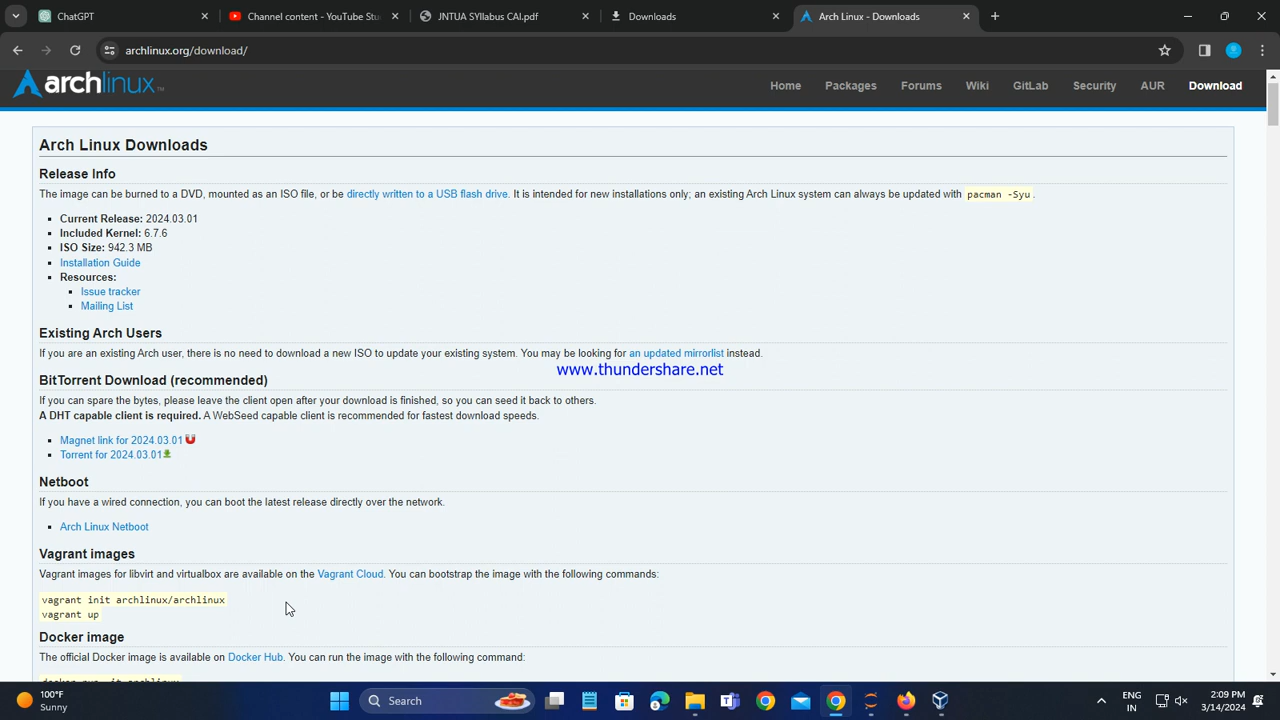 ChatGPT
Channel content - YouTube Stu
JNTUA SYllabus CAI.pdf
Downloads
Arch Linux - Downloads
archlinux.org/download/
archlinux™
Home Packages Forums Wiki GitLab Security AUR Download
Arch Linux Downloads
Release Info
The image can be burned to a DVD, mounted as an ISO file, or be directly written to a USB flash drive. It is intended for new installations only; an existing Arch Linux system can always be updated with pacman -Syu.
Current Release: 2024.03.01
Included Kernel: 6.7.6
ISO Size: 942.3 MB
Installation Guide
Resources:
Issue tracker
Mailing List
Existing Arch Users
If you are an existing Arch user, there is no need to download a new ISO to update your existing system. You may be looking for an updated mirrorlist instead.
www.thundershare.net
BitTorrent Download (recommended)
If you can spare the bytes, please leave the client open after your download is finished, so you can seed it back to others.
A DHT capable client is required. A WebSeed capable client is recommended for fastest download speeds.
Magnet link for 2024.03.01
Torrent for 2024.03.01
Netboot
If you have a wired connection, you can boot the latest release directly over the network.
Arch Linux Netboot
Vagrant images
Vagrant images for libvirt and virtualbox are available on the Vagrant Cloud. You can bootstrap the image with the following commands:
vagrant init archlinux/archlinux
vagrant up
Docker image
The official Docker image is available on Docker Hub. You can run the image with the following command:
docker run -it archlinux
100°F
Sunny
Search
ENG
IN
2:09 PM
3/14/2024